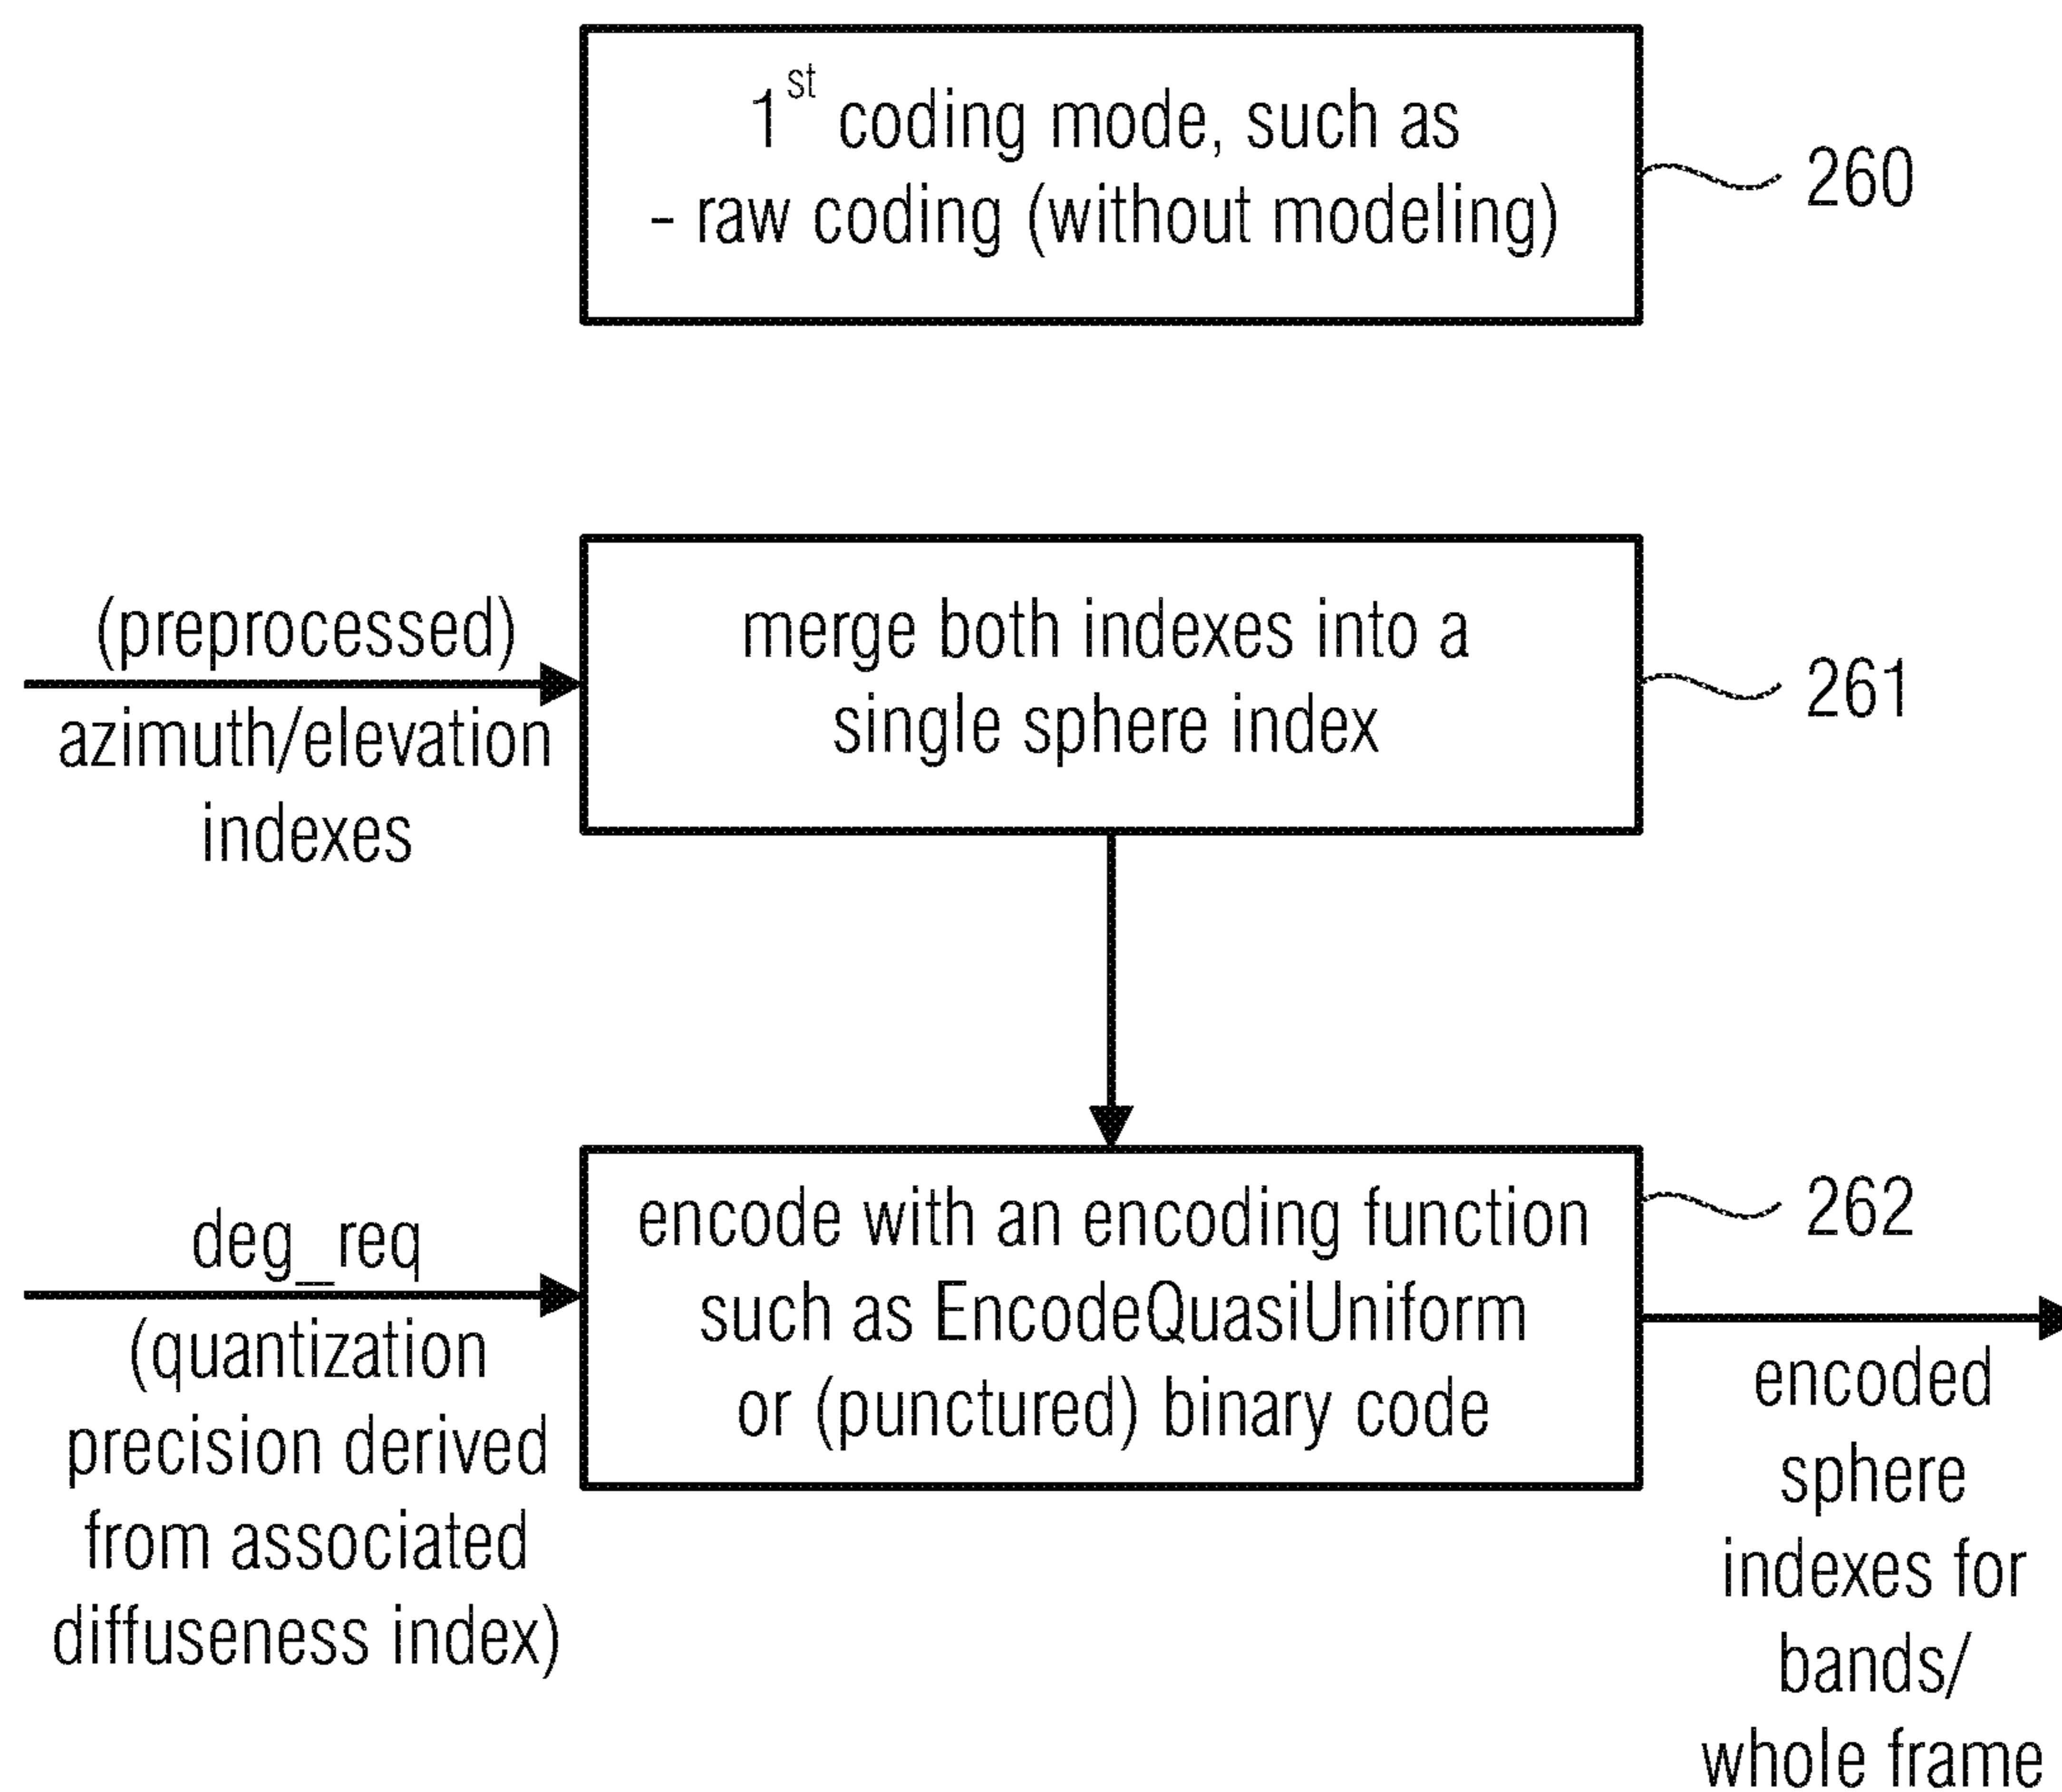 1st coding mode, such as
- raw coding (without modeling)
260
(preprocessed)
azimuth/elevation
indexes
merge both indexes into a
single sphere index
261
deg_req
(quantization
precision derived
from associated
diffuseness index)
encode with an encoding function
such as EncodeQuasiUniform
or (punctured) binary code
262
encoded
sphere
indexes for
bands/
whole frame